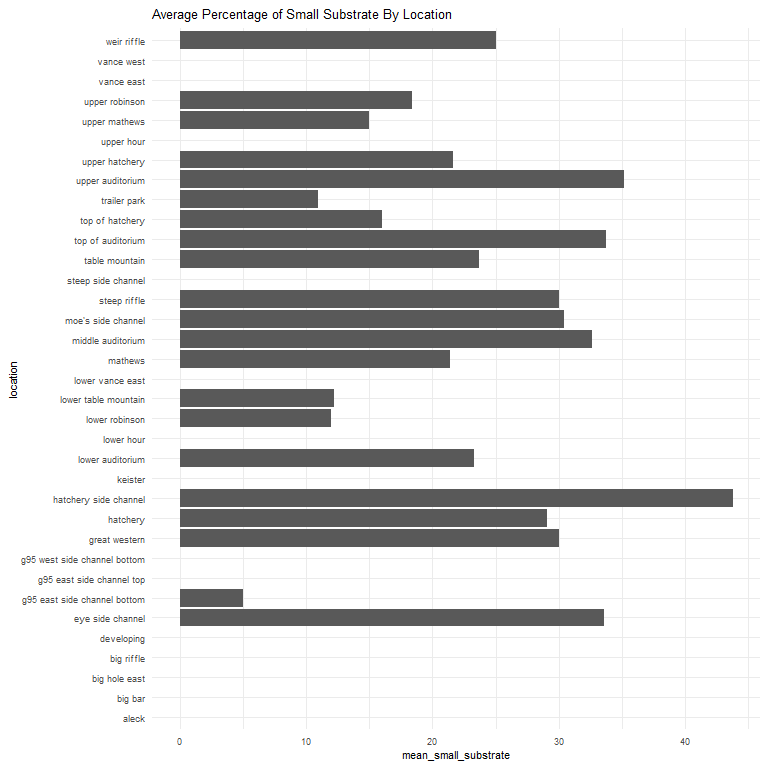 Average Percentage of Small Substrate By Location
weir riffle
vance west
vance east
upper robinson
upper mathews
upper hour
upper hatchery
upper auditorium
trailer park
top of hatchery
top of auditorium
table mountain
steep side channel
steep riffle
moe's side channel
middle auditorium
mathews
lower vance east
lower table mountain
lower robinson
lower hour
lower auditorium
keister
hatchery side channel
hatchery
great western
g95 west side channel bottom
g95 east side channel top
g95 east side channel bottom
eye side channel
developing
big riffle
big hole east
big bar
aleck
location
0 10 20 30 40
mean_small_substrate